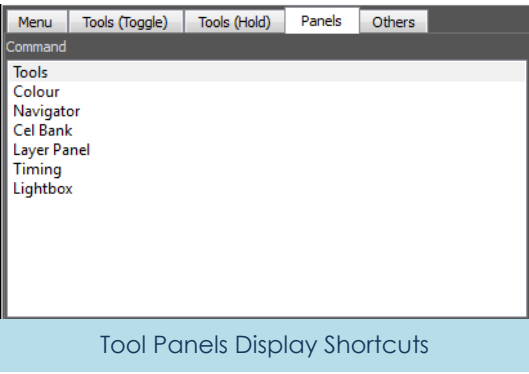 Menu Tools (Toggle) Tools (Hold) Panels Others
Command
Tools
Colour
Navigator
Cel Bank
Layer Panel
Timing
Lightbox
Tool Panels Display Shortcuts